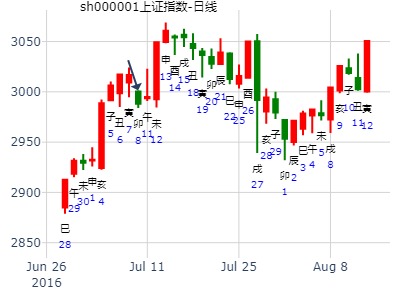 sh000001上证指数-日线
3050
3000
2950
2900
2850
巳
28
午
29
未
30
申
1
亥
4
子
5
丑
6
寅
7
卯
8
午
11
未
12
申
13
酉
14
戌
15
丑
18
寅
19
卯
20
辰
21
巳
22
申
25
酉
26
戌
27
亥
28
子
29
卯
1
辰
2
巳
3
午
4
未
5
戌
8
亥
9
子
10
丑
11
寅
12
Jun 26
2016
Jul 11
Jul 25
Aug 8